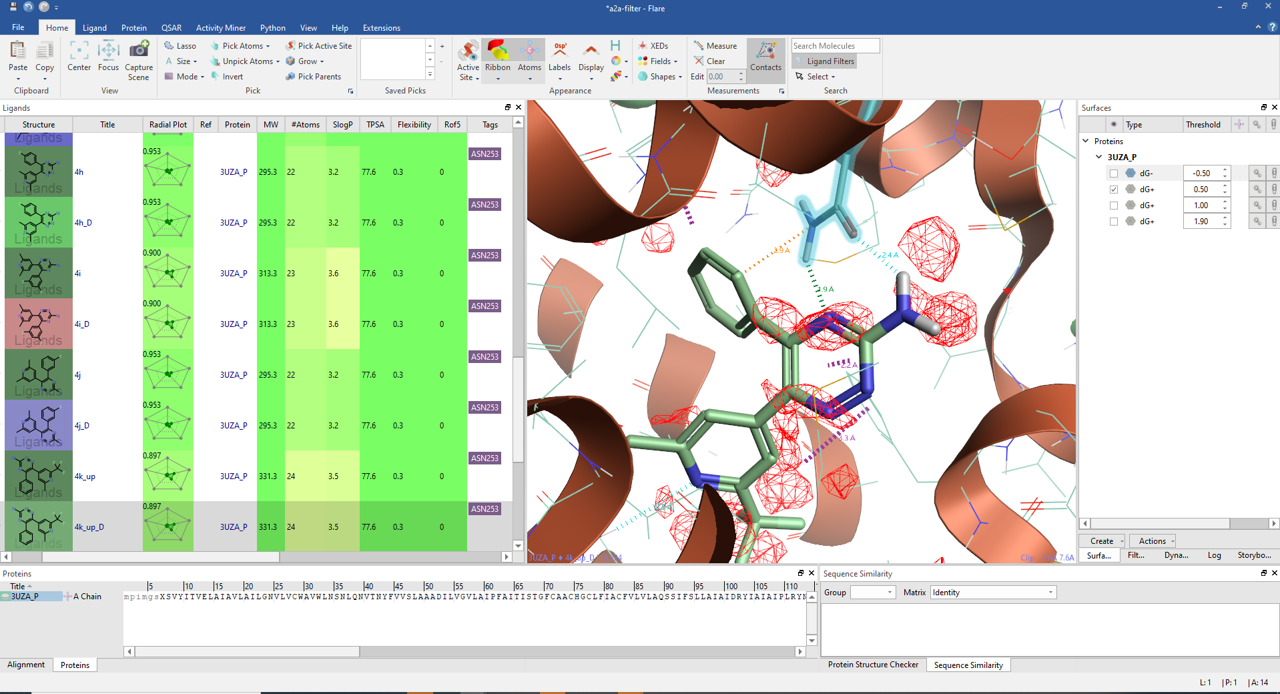 *a2a-filter - Flare
File Home Ligand Protein QSAR Activity Miner Python View Help Extensions
Paste Copy Clipboard
Center Focus Capture Scene View
Lasso Size Mode Pick Atoms Unpick Atoms Invert Pick Active Site Grow Pick Parents Pick
Saved Picks
Active Site Ribbon Atoms Labels Display XEDs Fields Shapes Appearance
Measure Clear Edit 0.00 Contacts Measurements
Search Molecules Ligand Filters Select Search
Ligands
Structure Title Radial Plot Ref Protein MW #Atoms SlogP TPSA Flexibility Rof5 Tags
Ligands
0.953 ASN253
4h 3UZA_P 295.3 22 3.2 77.6 0.3 0
Ligands
0.953 ASN253
4h_D 3UZA_P 295.3 22 3.2 77.6 0.3 0
Ligands
0.900 ASN253
4i 3UZA_P 313.3 23 3.6 77.6 0.3 0
Ligands
0.900 ASN253
4i_D 3UZA_P 313.3 23 3.6 77.6 0.3 0
Ligands
0.953 ASN253
4j 3UZA_P 295.3 22 3.2 77.6 0.3 0
Ligands
0.953 ASN253
4j_D 3UZA_P 295.3 22 3.2 77.6 0.3 0
Ligands
0.897 ASN253
4k_up 3UZA_P 331.3 24 3.5 77.6 0.3 0
Ligands
0.897 ASN253
4k_up_D 3UZA_P 331.3 24 3.5 77.6 0.3 0
Ligands
2.4 A
2.2 A
7.6A
Surfaces
Type Threshold
Proteins
3UZA_P
dG- -0.50
dG+ 0.50
dG+ 1.00
dG+ 1.90
Create Actions
Surfa... Filt... Dyna... Log Storybo...
Proteins
Title 5 10 15 20 25 30 35 40 45 50 55 60 65 70 75 80 85 90 95 100 105 110
3UZA_P A Chain
Alignment Proteins
Sequence Similarity
Group Matrix Identity
Protein Structure Checker Sequence Similarity
L: 1 | P: 1 | A: 14